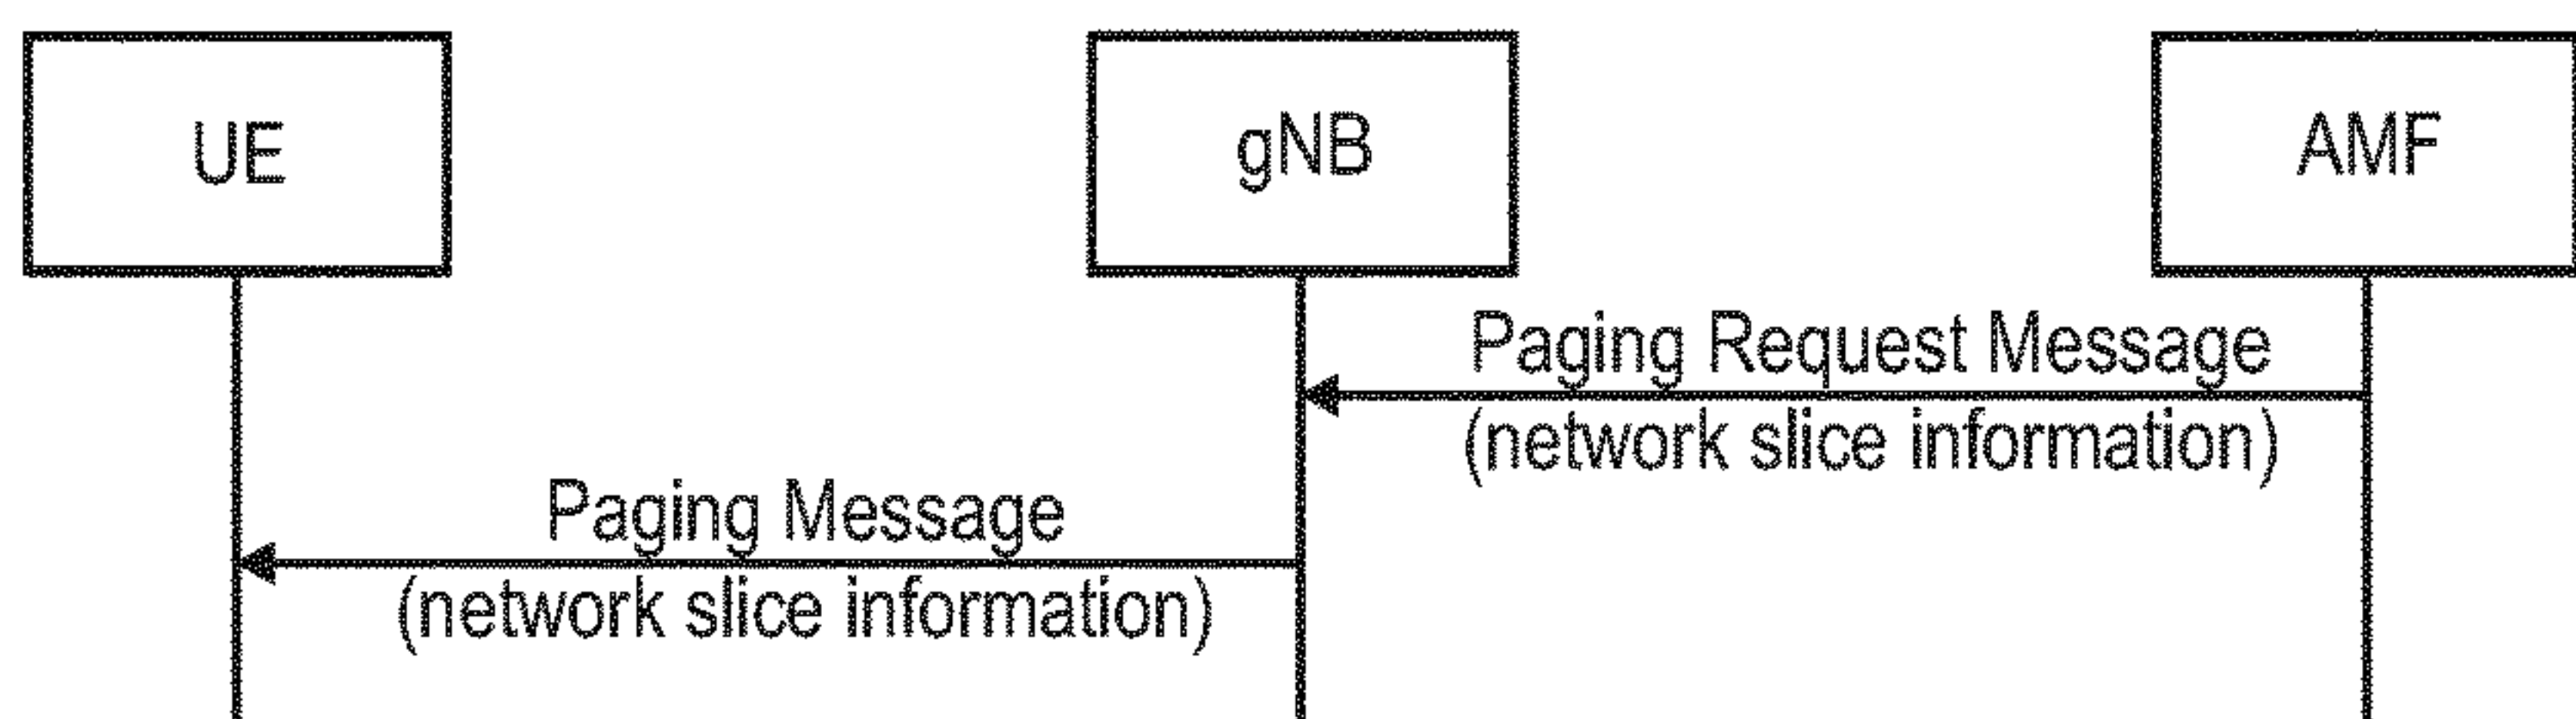 UE
gNB
AMF
Paging Request Message
(network slice information)
Paging Message
(network slice information)